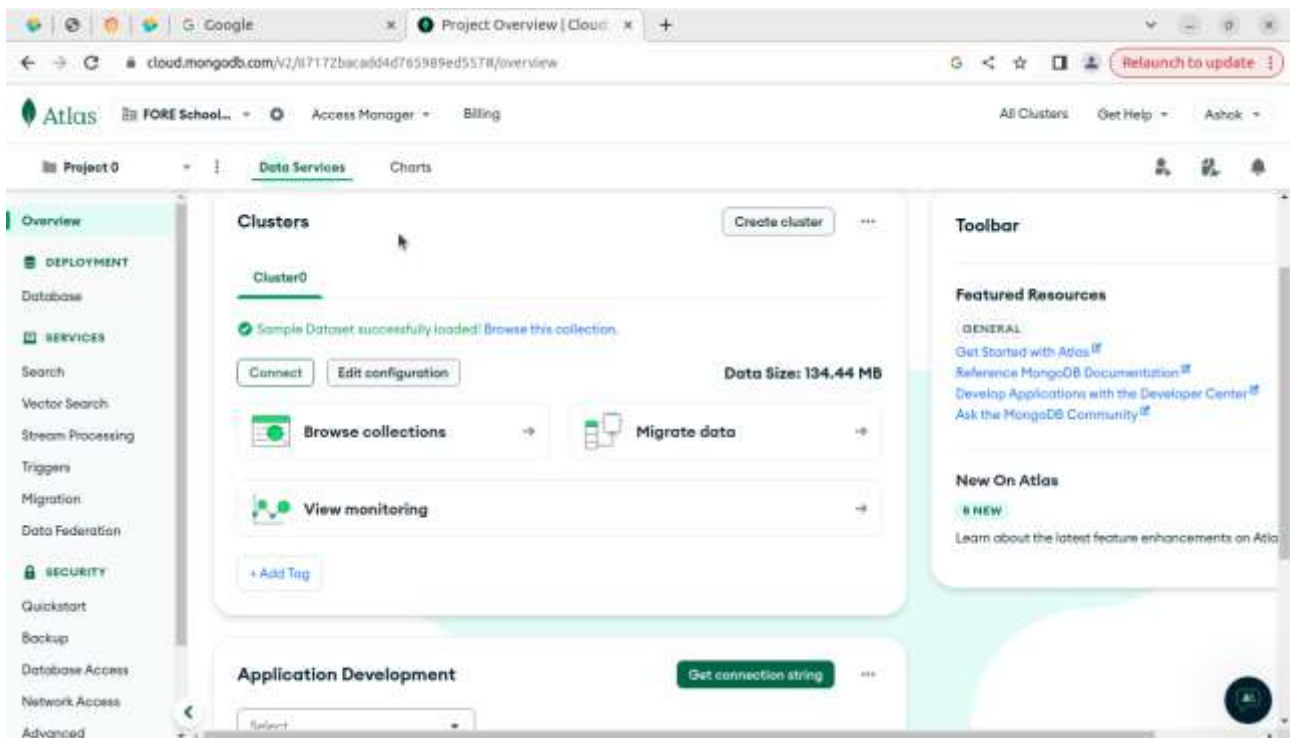 G Google
Project Overview | Cloud
cloud.mongodb.com/v2/
/overview
Relaunch to update
Atlas
FORE School...
Access Manager
Billing
All Clusters
Get Help
Ashok
Project 0
Data Services
Charts
Overview
DEPLOYMENT
Database
SERVICES
Search
Vector Search
Stream Processing
Triggers
Migration
Data Federation
SECURITY
Quickstart
Backup
Database Access
Network Access
Advanced
Clusters
Create cluster
Cluster0
Sample Dataset successfully loaded! Browse this collection.
Connect
Edit configuration
Data Size: 134.44 MB
Browse collections
Migrate data
View monitoring
+ Add Tag
Application Development
Get connection string
Select
Toolbar
Featured Resources
GENERAL
Get Started with Atlas
Reference MongoDB Documentation
Develop Applications with the Developer Center
Ask the MongoDB Community
New On Atlas
NEW
Learn about the latest feature enhancements on Atla